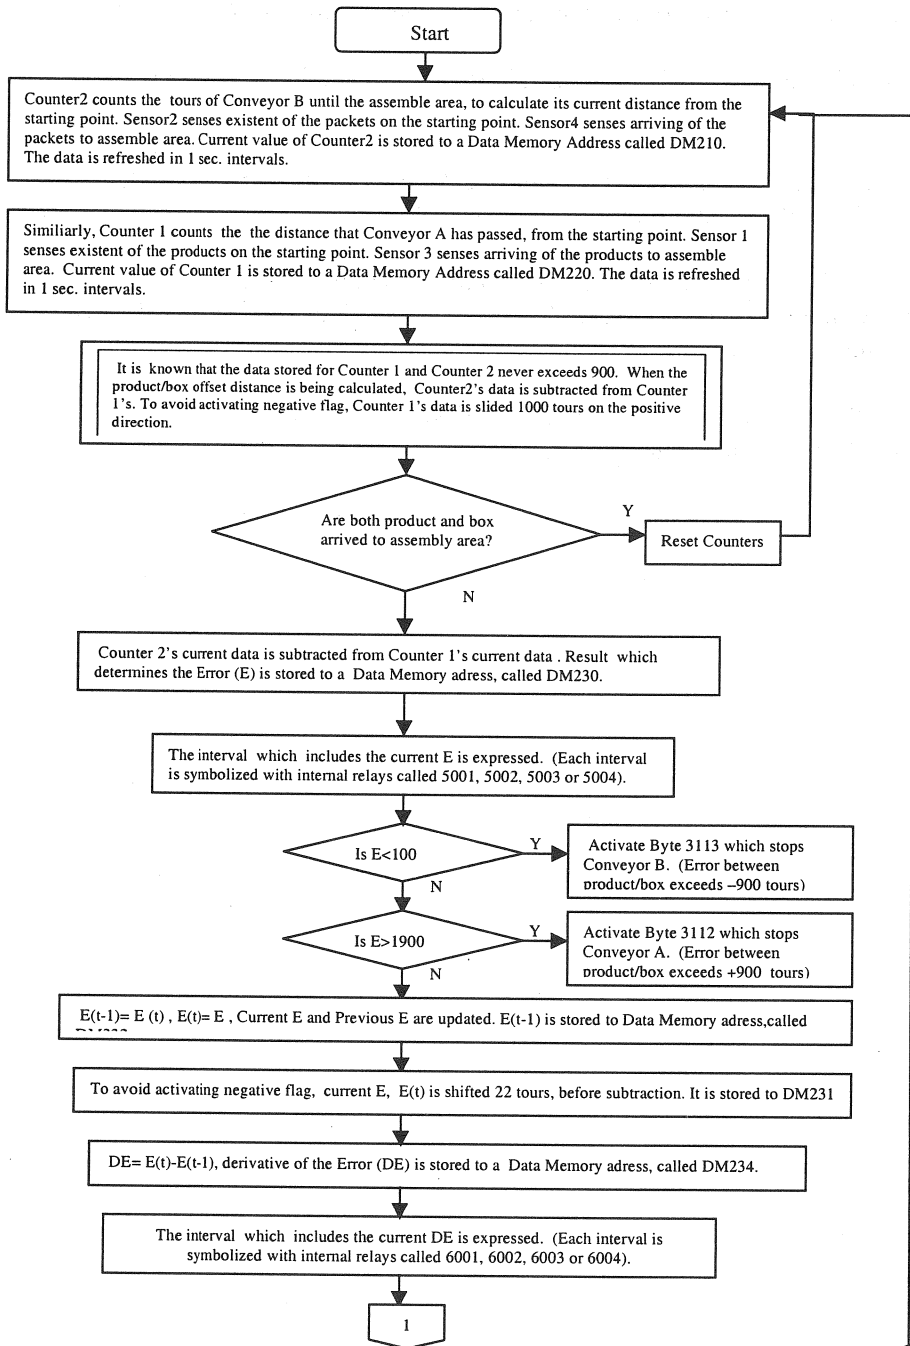 Start
Counter2 counts the tours of Conveyor B until the assemble area, to calculate its current distance from the
starting point. Sensor2 senses existent of the packets on the starting point. Sensor4 senses arriving of the
packets to assemble area. Current value of Counter2 is stored to a Data Memory Address called DM210.
The data is refreshed in 1 sec. intervals.
Similiarly, Counter 1 counts the the distance that Conveyor A has passed, from the starting point. Sensor 1
senses existent of the products on the starting point. Sensor 3 senses arriving of the products to assemble
area. Current value of Counter 1 is stored to a Data Memory Address called DM220. The data is refreshed
in 1 sec. intervals.
It is known that the data stored for Counter 1 and Counter 2 never exceeds 900. When the
product/box offset distance is being calculated, Counter2's data is subtracted from Counter
1's. To avoid activating negative flag, Counter 1's data is slided 1000 tours on the positive
direction.
Are both product and box
arrived to assembly area?
Y
Reset Counters
N
Counter 2's current data is subtracted from Counter 1's current data . Result which
determines the Error (E) is stored to a Data Memory adress, called DM230.
The interval which includes the current E is expressed. (Each interval
is symbolized with internal relays called 5001, 5002, 5003 or 5004).
Is E<100
Y
Activate Byte 3113 which stops
Conveyor B. (Error between
product/box exceeds –900 tours)
N
Is E>1900
Y
Activate Byte 3112 which stops
Conveyor A. (Error between
product/box exceeds +900 tours)
N
E(t-1)= E (t) , E(t)= E , Current E and Previous E are updated. E(t-1) is stored to Data Memory adress,called
To avoid activating negative flag, current E, E(t) is shifted 22 tours, before subtraction. It is stored to DM231
DE= E(t)-E(t-1), derivative of the Error (DE) is stored to a Data Memory adress, called DM234.
The interval which includes the current DE is expressed. (Each interval is
symbolized with internal relays called 6001, 6002, 6003 or 6004).
1